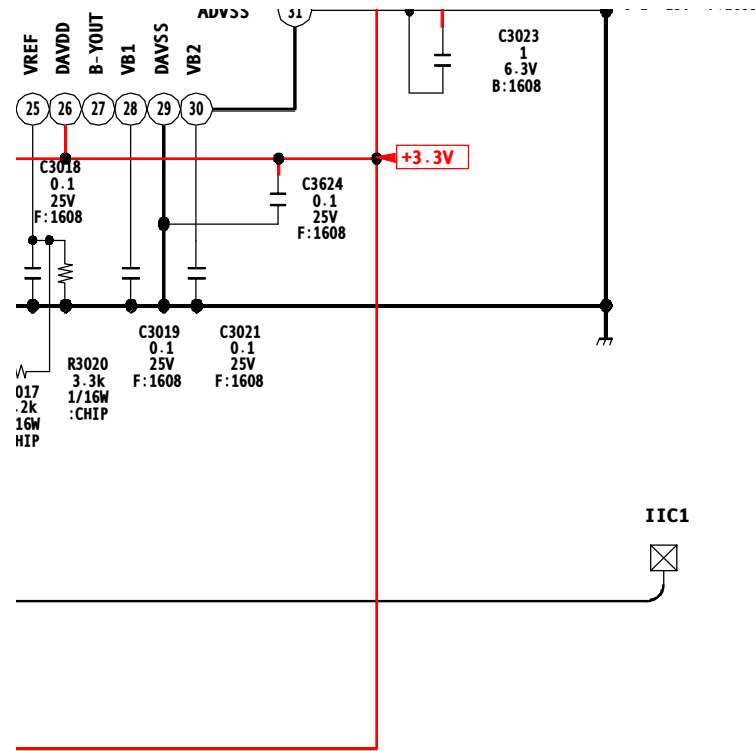 ADVSS
31
C3023
1
6.3V
B:1608
VREF
DAVDD
B-YOUT
VB1
DAVSS
VB2
25
26
27
28
29
30
+3.3V
C3018
0.1
25V
F:1608
C3624
0.1
25V
F:1608
C3019
0.1
25V
F:1608
C3021
0.1
25V
F:1608
R3020
3.3k
1/16W
:CHIP
017
.2k
16W
HIP
IIC1